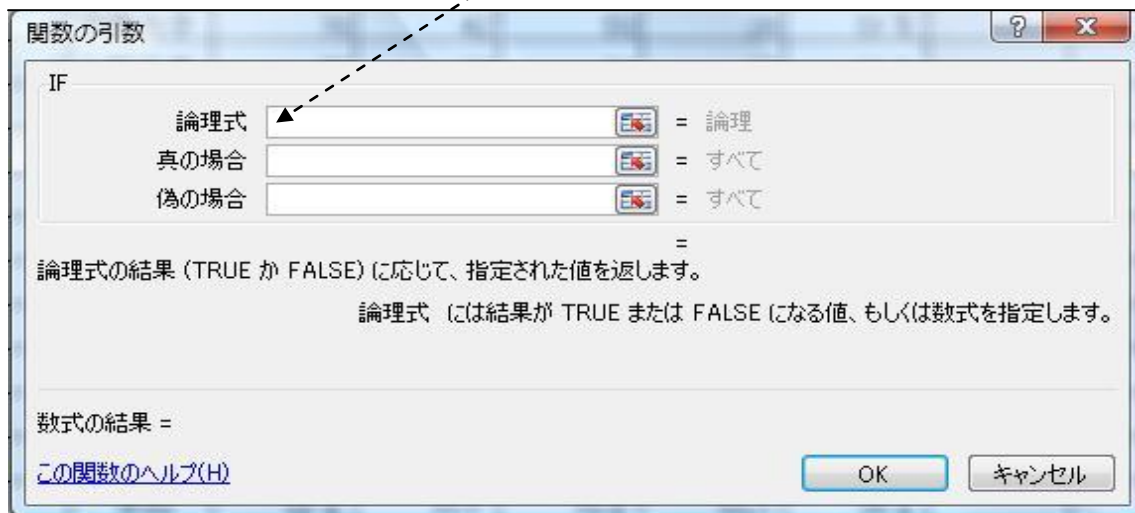 関数の引数
IF
論理式 = 論理
真の場合 = すべて
偽の場合 = すべて
=
論理式の結果 (TRUE か FALSE) に応じて、指定された値を返します。
論理式 には結果が TRUE または FALSE になる値、もしくは数式を指定します。
数式の結果 =
この関数のヘルプ(H) OK キャンセル